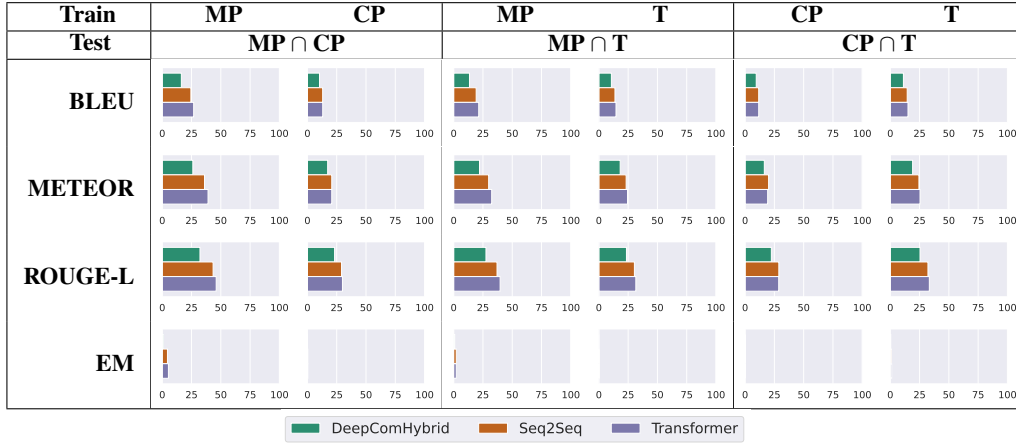 Train MP CP MP T CP T
Test MP ∩ CP MP ∩ T CP ∩ T
BLEU
0 25 50 75 100 0 25 50 75 100 0 25 50 75 100 0 25 50 75 100 0 25 50 75 100 0 25 50 75 100
METEOR
0 25 50 75 100 0 25 50 75 100 0 25 50 75 100 0 25 50 75 100 0 25 50 75 100 0 25 50 75 100
ROUGE-L
0 25 50 75 100 0 25 50 75 100 0 25 50 75 100 0 25 50 75 100 0 25 50 75 100 0 25 50 75 100
EM
0 25 50 75 100 0 25 50 75 100 0 25 50 75 100 0 25 50 75 100 0 25 50 75 100 0 25 50 75 100
DeepComHybrid Seq2Seq Transformer